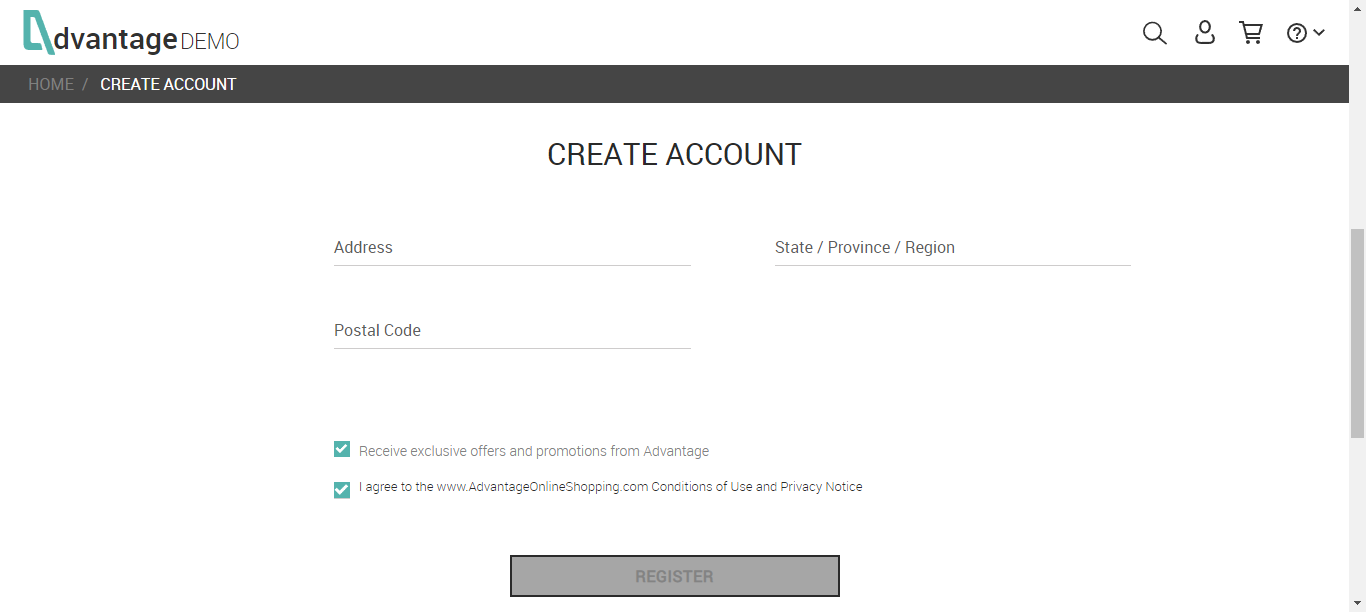 dvantage DEMO
HOME / CREATE ACCOUNT
CREATE ACCOUNT
Address
State / Province / Region
Postal Code
Receive exclusive offers and promotions from Advantage
I agree to the www.AdvantageOnlineShopping.com Conditions of Use and Privacy Notice
REGISTER